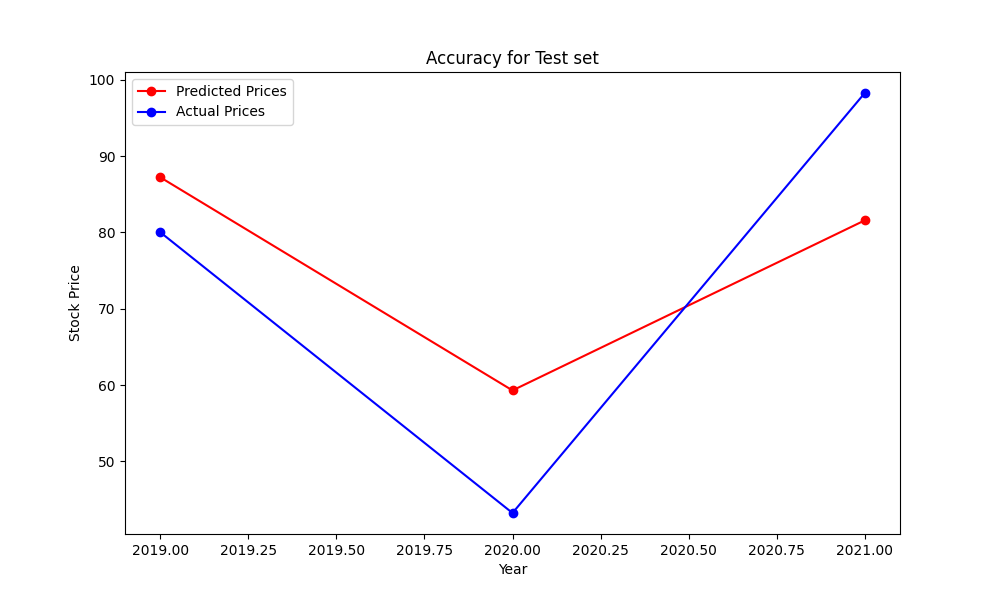 Accuracy for Test set
Predicted Prices
Actual Prices
100
90
80
70
60
50
Stock Price
2019.00 2019.25 2019.50 2019.75 2020.00 2020.25 2020.50 2020.75 2021.00
Year